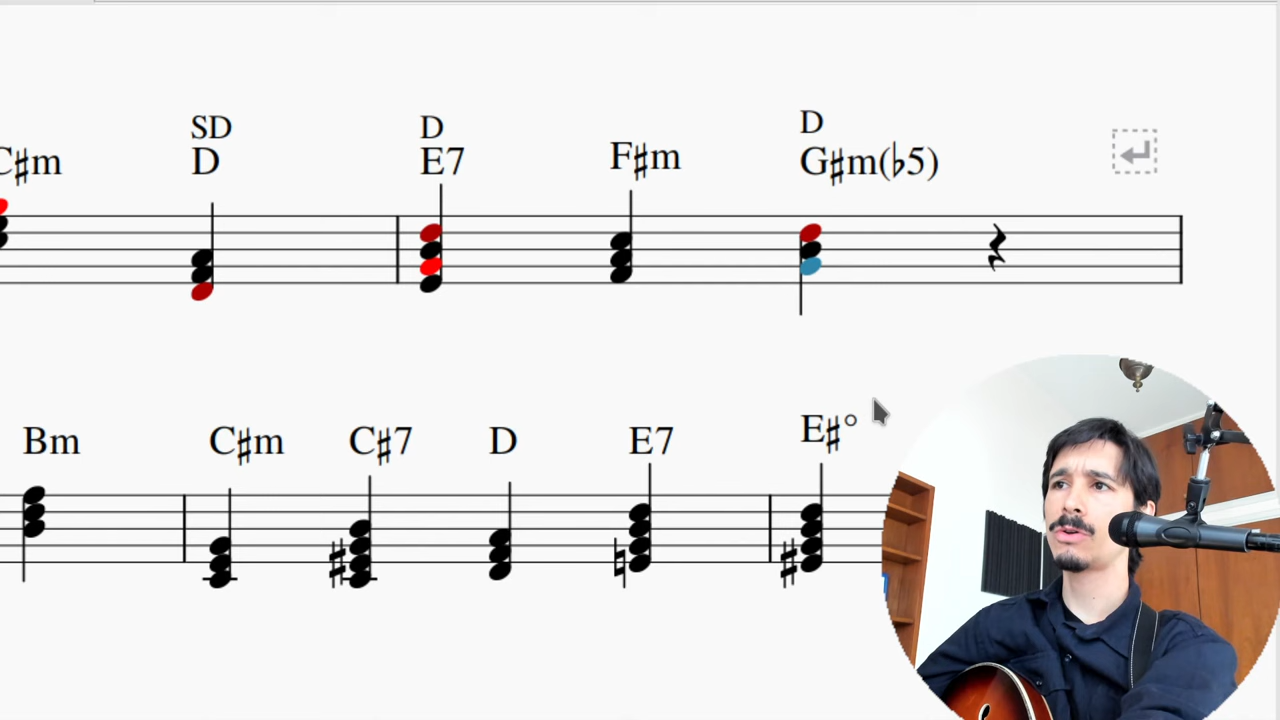 SD D D
C♯m D E7 F♯m G♯m(♭5)
Bm C♯m C♯7 D E7 E♯°